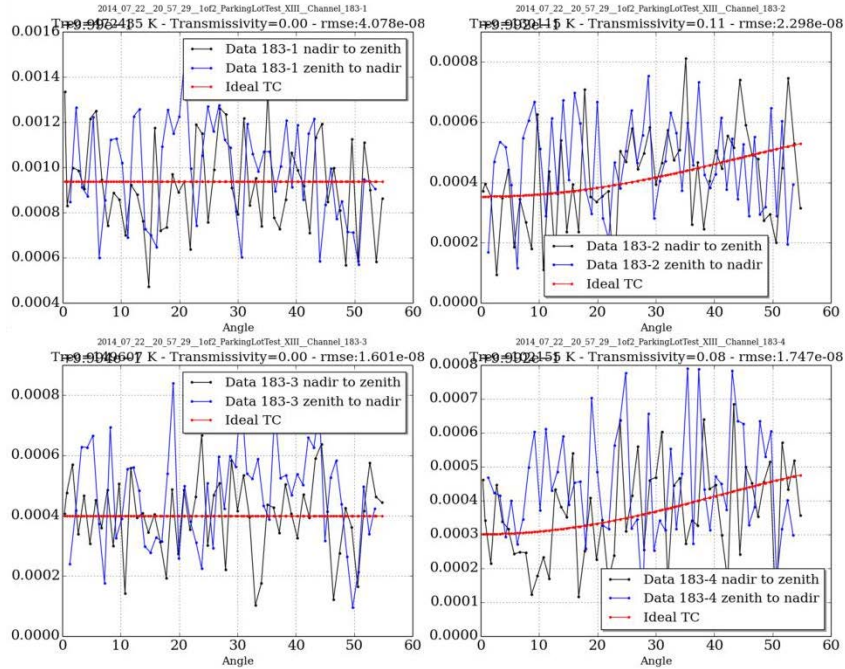 2014_07_22__20_57_29__1of2_ParkingLotTest_XIII__Channel_183-1
K - Transmissivity=0.00 - rmse:4.078e-08
0.0016
0.0014
0.0012
0.0010
0.0008
0.0006
0.0004
Data 183-1 nadir to zenith
Data 183-1 zenith to nadir
Ideal TC
0 10 20 30 40 50 60
Angle
2014_07_22__20_57_29__1of2_ParkingLotTest_XIII__Channel_183-2
K - Transmissivity=0.11 - rmse:2.298e-08
0.0008
0.0006
0.0004
0.0002
0.0000
Data 183-2 nadir to zenith
Data 183-2 zenith to nadir
Ideal TC
0 10 20 30 40 50 60
Angle
2014_07_22__20_57_29__1of2_ParkingLotTest_XIII__Channel_183-3
K - Transmissivity=0.00 - rmse:1.601e-08
0.0008
0.0006
0.0004
0.0002
0.0000
Data 183-3 nadir to zenith
Data 183-3 zenith to nadir
Ideal TC
0 10 20 30 40 50 60
Angle
2014_07_22__20_57_29__1of2_ParkingLotTest_XIII__Channel_183-4
K - Transmissivity=0.08 - rmse:1.747e-08
0.0008
0.0007
0.0006
0.0005
0.0004
0.0003
0.0002
0.0001
0.0000
Data 183-4 nadir to zenith
Data 183-4 zenith to nadir
Ideal TC
0 10 20 30 40 50 60
Angle